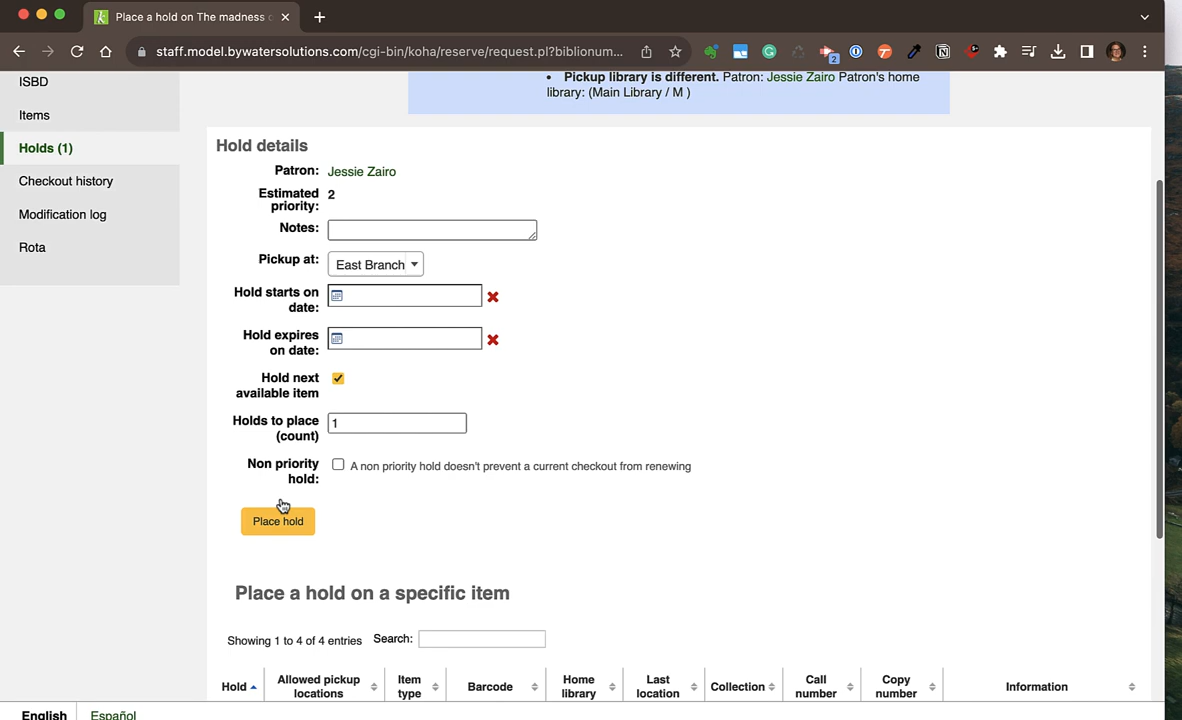 Place a hold on The madness o
staff.model.bywatersolutions.com/cgi-bin/koha/reserve/request.pl?biblionum...
2
ISBD
Items
Holds (1)
Checkout history
Modification log
Rota
• Pickup library is different. Patron: Jessie Zairo Patron's home
library: (Main Library / M )
Hold details
Patron: Jessie Zairo
Estimated
priority: 2
Notes:
Pickup at: East Branch
Hold starts on
date:
Hold expires
on date:
Hold next
available item
Holds to place
(count) 1
Non priority
hold: A non priority hold doesn't prevent a current checkout from renewing
Place hold
Place a hold on a specific item
Showing 1 to 4 of 4 entries Search:
Hold Allowed pickup locations Item type Barcode Home library Last location Collection Call number Copy number Information
English Español